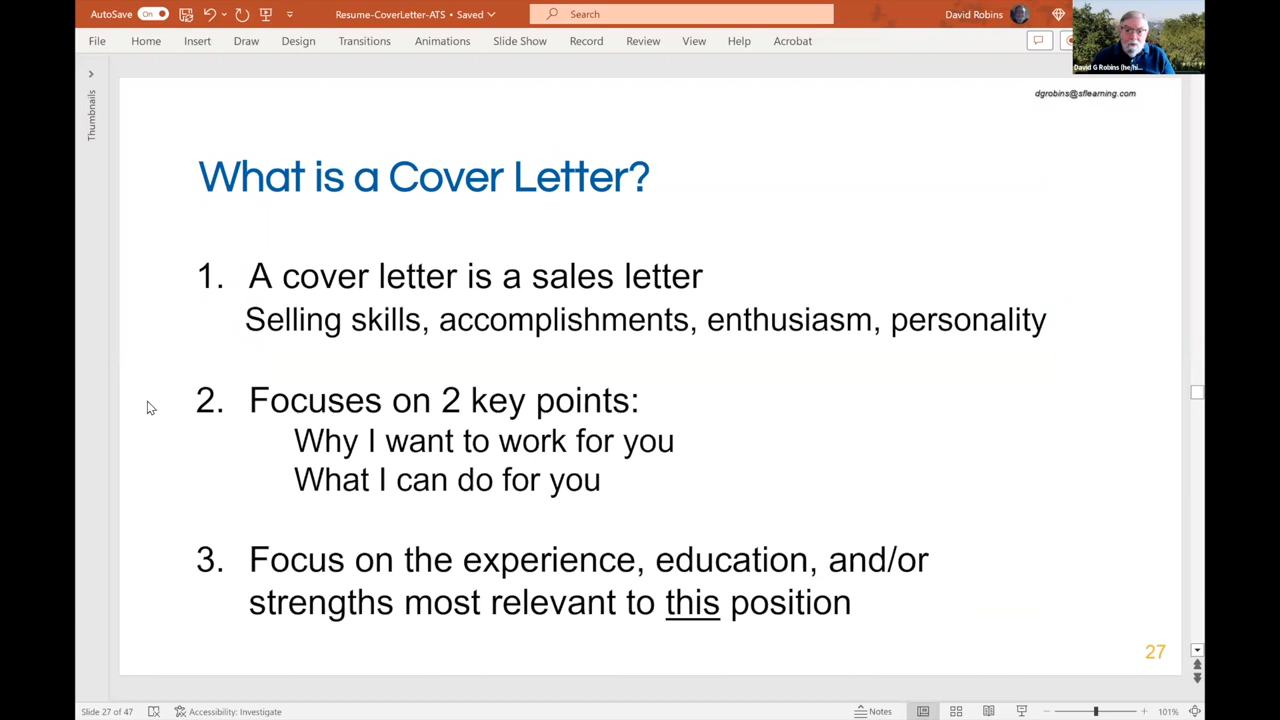 AutoSave On Resume-CoverLetter-ATS • Saved Search David Robins
File Home Insert Draw Design Transitions Animations Slide Show Record Review View Help Acrobat
David G Robins (he/hi...
Thumbnails
dgrobins@sflearning.com
What is a Cover Letter?
1. A cover letter is a sales letter
Selling skills, accomplishments, enthusiasm, personality
2. Focuses on 2 key points:
Why I want to work for you
What I can do for you
3. Focus on the experience, education, and/or
strengths most relevant to this position
27
Slide 27 of 47 Accessibility: Investigate Notes 101%